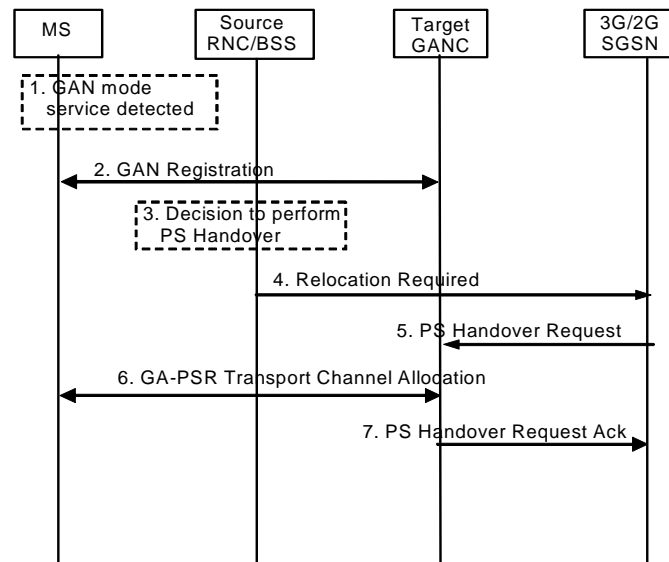 MS
Source
RNC/BSS
Target
GANC
3G/2G
SGSN
1. GAN mode
service detected
2. GAN Registration
3. Decision to perform
PS Handover
4. Relocation Required
5. PS Handover Request
6. GA-PSR Transport Channel Allocation
7. PS Handover Request Ack